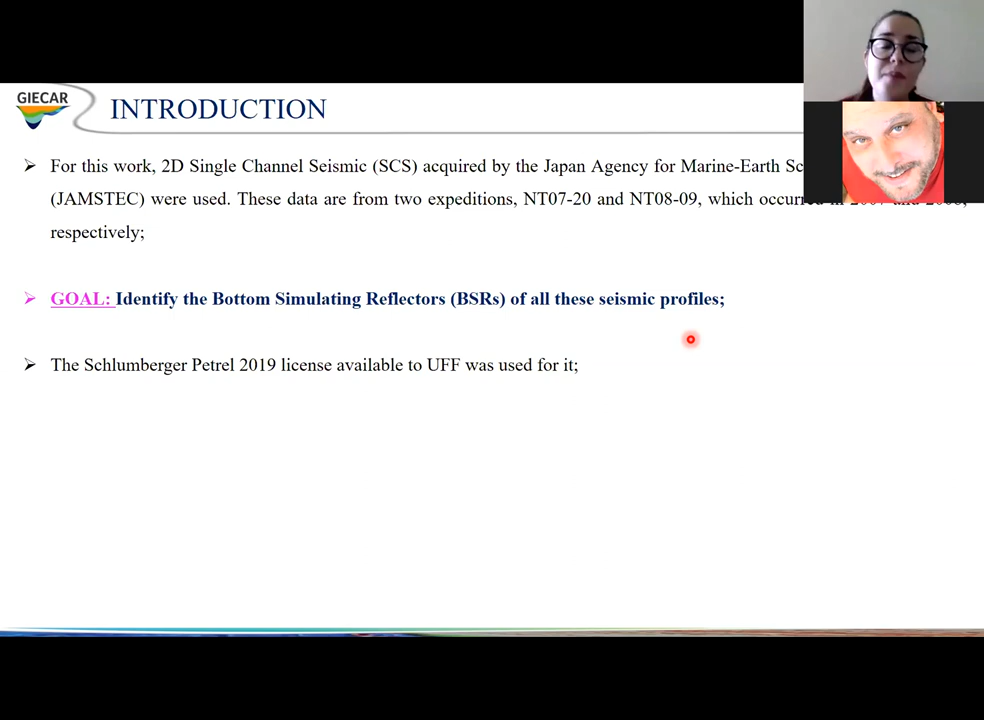 GIECAR
INTRODUCTION
➢ For this work, 2D Single Channel Seismic (SCS) acquired by the Japan Agency for Marine-Earth
(JAMSTEC) were used. These data are from two expeditions, NT07-20 and NT08-09, which
respectively;
➢ GOAL: Identify the Bottom Simulating Reflectors (BSRs) of all these seismic profiles;
➢ The Schlumberger Petrel 2019 license available to UFF was used for it;